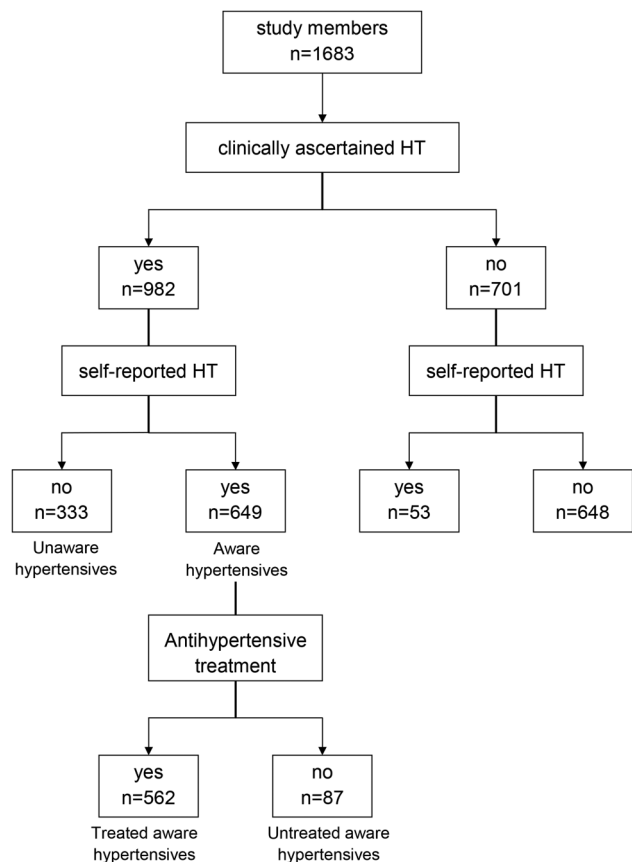 study members
n=1683
clinically ascertained HT
yes
n=982
no
n=701
self-reported HT
self-reported HT
no
n=333
yes
n=649
yes
n=53
no
n=648
Unaware
hypertensives
Aware
hypertensives
Antihypertensive
treatment
yes
n=562
no
n=87
Treated aware
hypertensives
Untreated aware
hypertensives